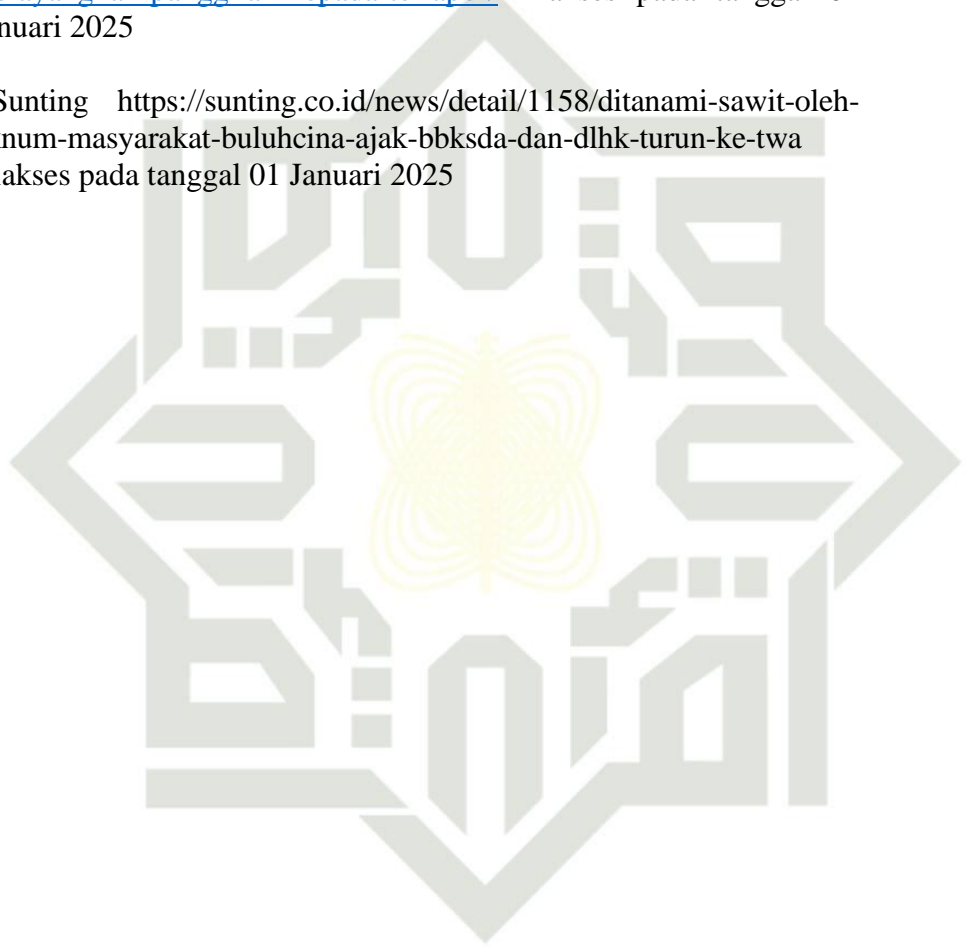 nuari 2025
Sunting https://sunting.co.id/news/detail/1158/ditanami-sawit-oleh-
num-masyarakat-buluhcina-ajak-bbksda-dan-dlhk-turun-ke-twa
akses pada tanggal 01 Januari 2025